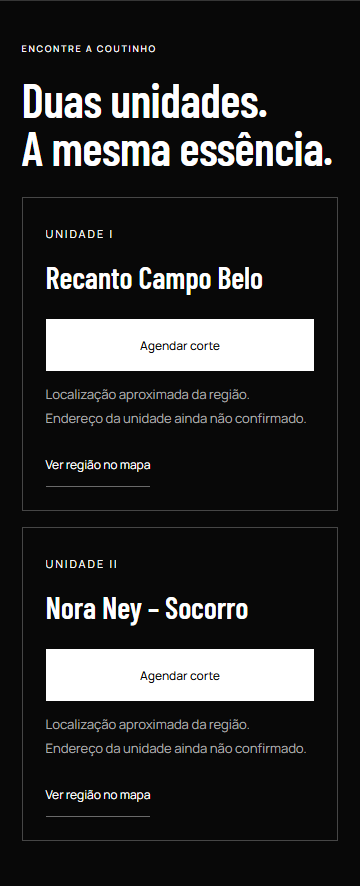 ENCONTRE A COUTINHO
Duas unidades.
A mesma essência.
UNIDADE I
Recanto Campo Belo
Agendar corte
Localização aproximada da região.
Endereço da unidade ainda não confirmado.
Ver região no mapa
UNIDADE II
Nora Ney – Socorro
Agendar corte
Localização aproximada da região.
Endereço da unidade ainda não confirmado.
Ver região no mapa